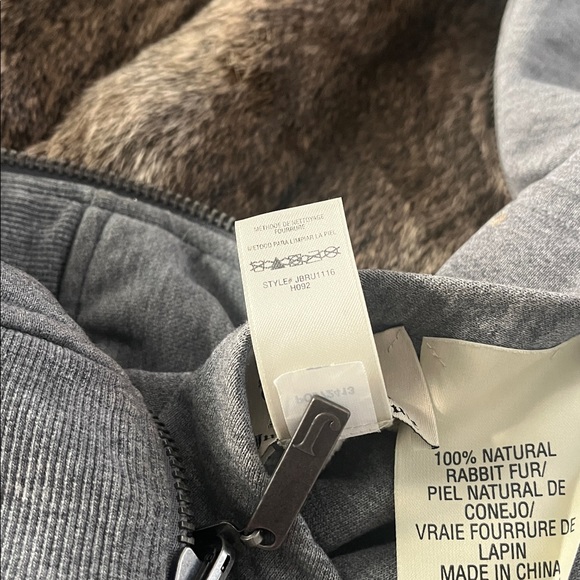 METHODE DE NETTOYAGE
FOURRURE
METODO PARA LIMPIAR LA PIEL
STYLE# JBRU1116
H092
J
100% NATURAL
RABBIT FUR/
PIEL NATURAL DE
CONEJO/
VRAIE FOURRURE DE
LAPIN
MADE IN CHINA